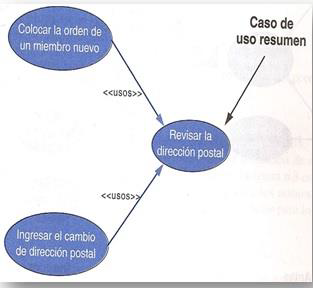 Colocar la orden de
un miembro nuevo
Caso de
uso resumen
<<usos>>
Revisar la
dirección postal
<<usos>>
Ingresar el cambio
de dirección postal